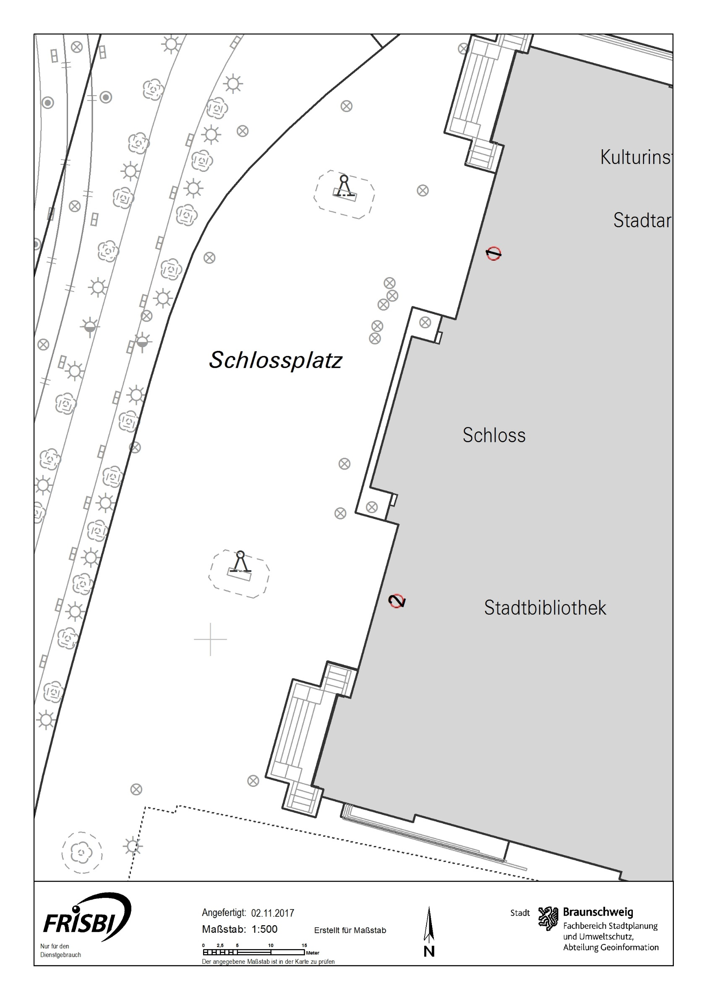 Kulturinst
Stadtar
1
Schlossplatz
Schloss
2
Stadtbibliothek
FRISBI
Nur für den
Dienstgebrauch
Angefertigt: 02.11.2017
Maßstab: 1:500
Erstellt für Maßstab
0 2,5 5 10 15
Meter
Der angegebene Maßstab ist in der Karte zu prüfen
N
Stadt Braunschweig
Fachbereich Stadtplanung
und Umweltschutz,
Abteilung Geoinformation